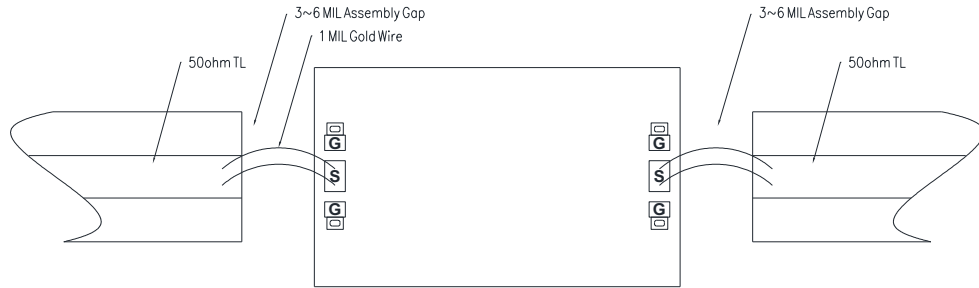 3~6 MIL Assembly Gap
3~6 MIL Assembly Gap
1 MIL Gold Wire
50ohm TL
50ohm TL
G
G
S
S
G
G